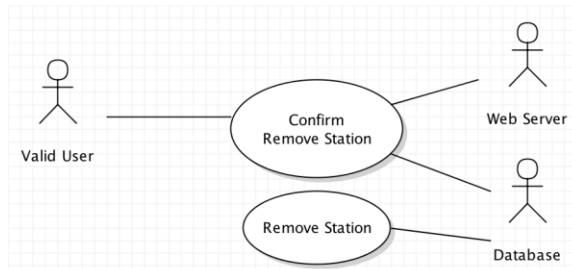 Confirm
Remove Station
Web Server
Valid User
Remove Station
Database